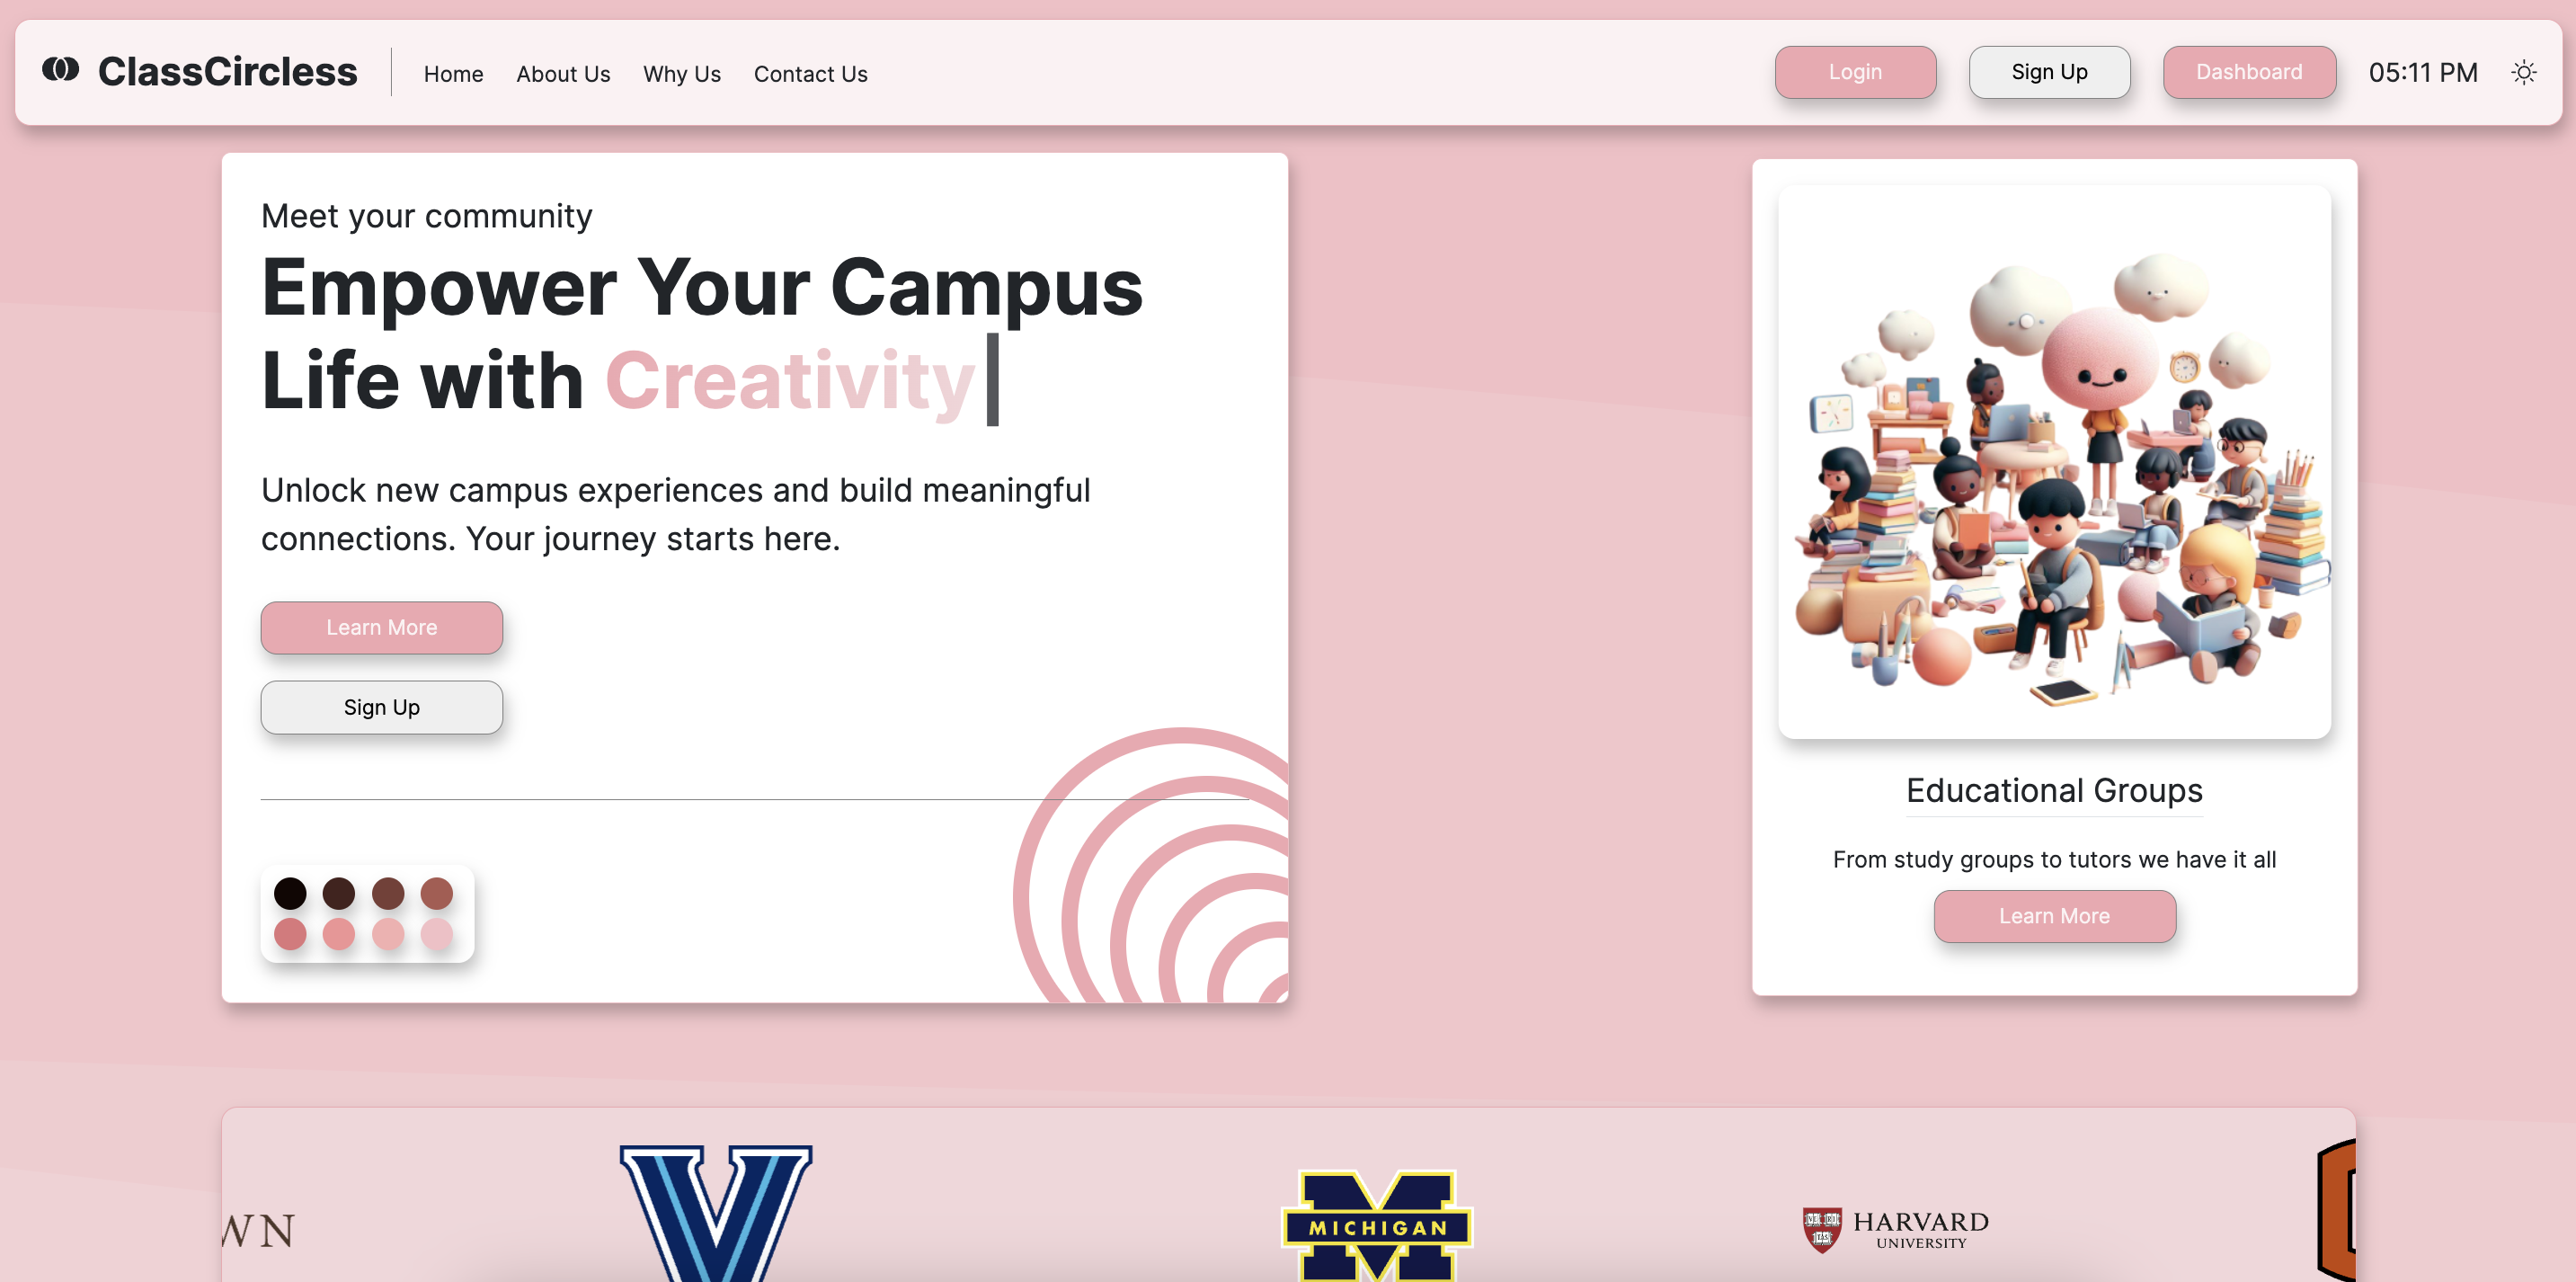 ClassCircless
Home About Us Why Us Contact Us
Login Sign Up Dashboard 05:11 PM
Meet your community
Empower Your Campus
Life with Creativity
Unlock new campus experiences and build meaningful
connections. Your journey starts here.
Learn More
Sign Up
Educational Groups
From study groups to tutors we have it all
Learn More
WN
V
MICHIGAN
HARVARD
UNIVERSITY